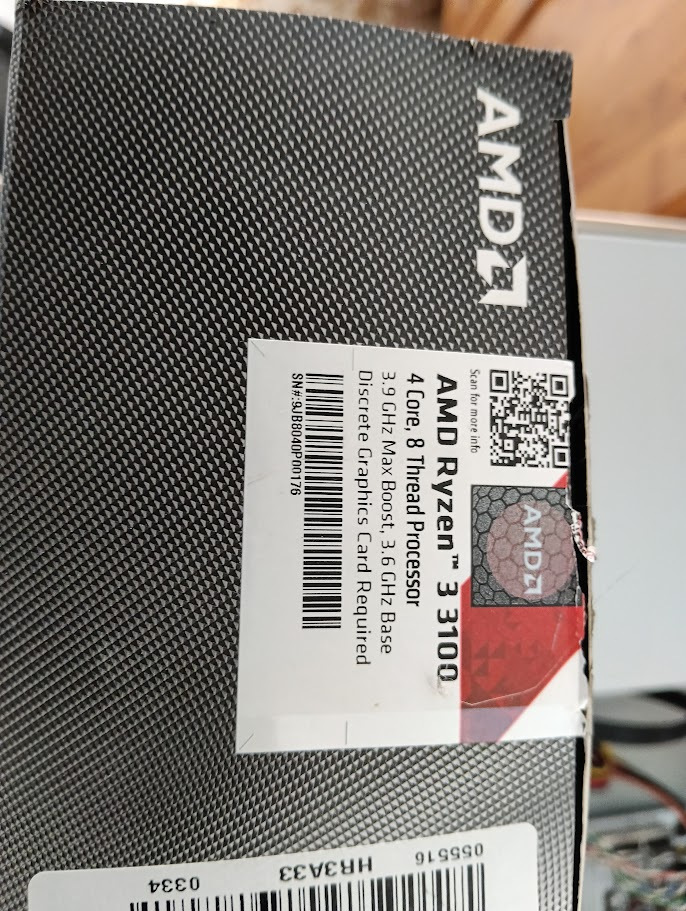 AMD
Scan for more info
AMD
AMD Ryzen™ 3 3100
4 Core, 8 Thread Processor
3.9 GHz Max Boost, 3.6 GHz Base
Discrete Graphics Card Required
SN#:9JB8040P00176
055516
HR3A33
0334